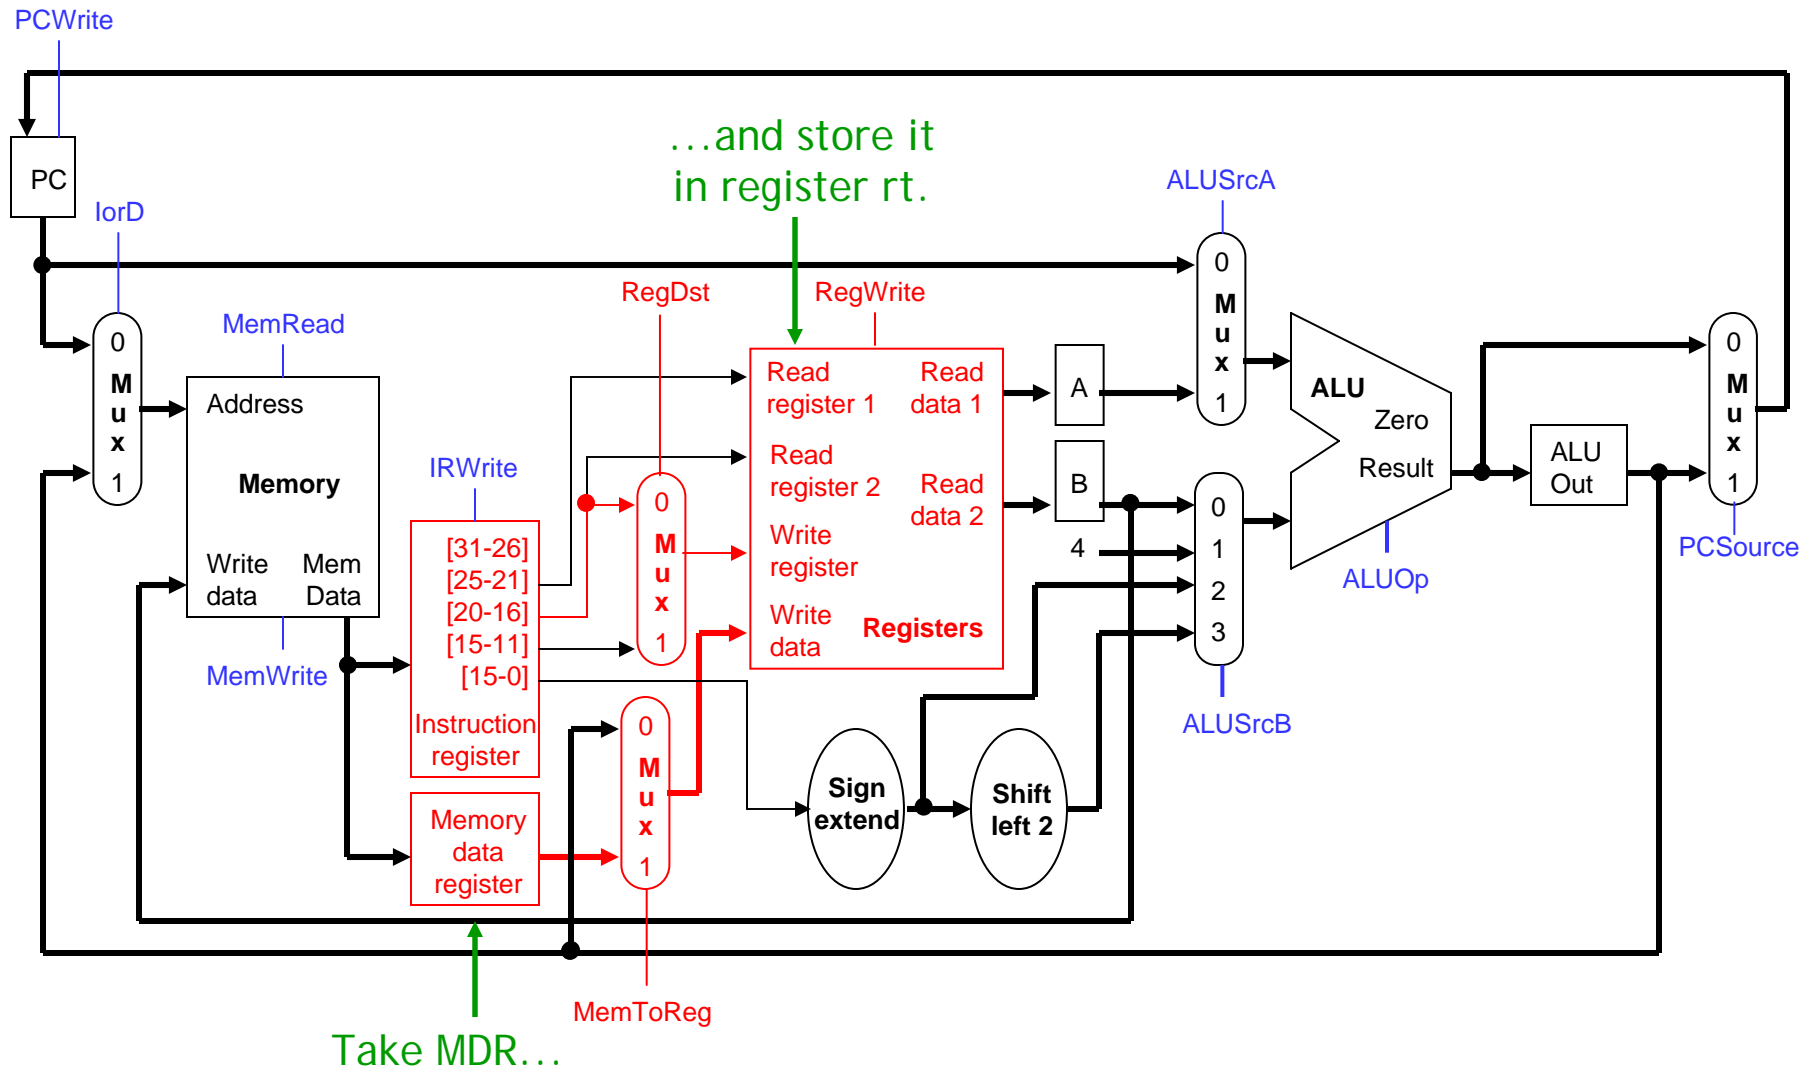 PCWrite
PC
IorD
0
M
u
x
1
MemRead
Address
Memory
Write
data
Mem
Data
MemWrite
IRWrite
[31-26]
[25-21]
[20-16]
[15-11]
[15-0]
Instruction
register
Memory
data
register
Take MDR...
RegDst
0
M
u
x
1
0
M
u
x
1
MemToReg
...and store it
in register rt.
RegWrite
Read
register 1
Read
data 1
Read
register 2
Read
data 2
Write
register
Write
data
Registers
A
B
4
Sign
extend
Shift
left 2
ALUSrcA
0
M
u
x
1
0
1
2
3
ALUSrcB
ALU
Zero
Result
ALUOp
ALU
Out
0
M
u
x
1
PCSource